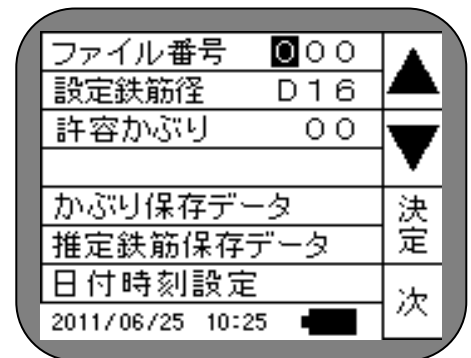 ファイル番号 000
設定鉄筋径 D16
許容かぶり 00
かぶり保存データ
推定鉄筋保存データ
日付時刻設定
2011/06/25 10:25
決定
次